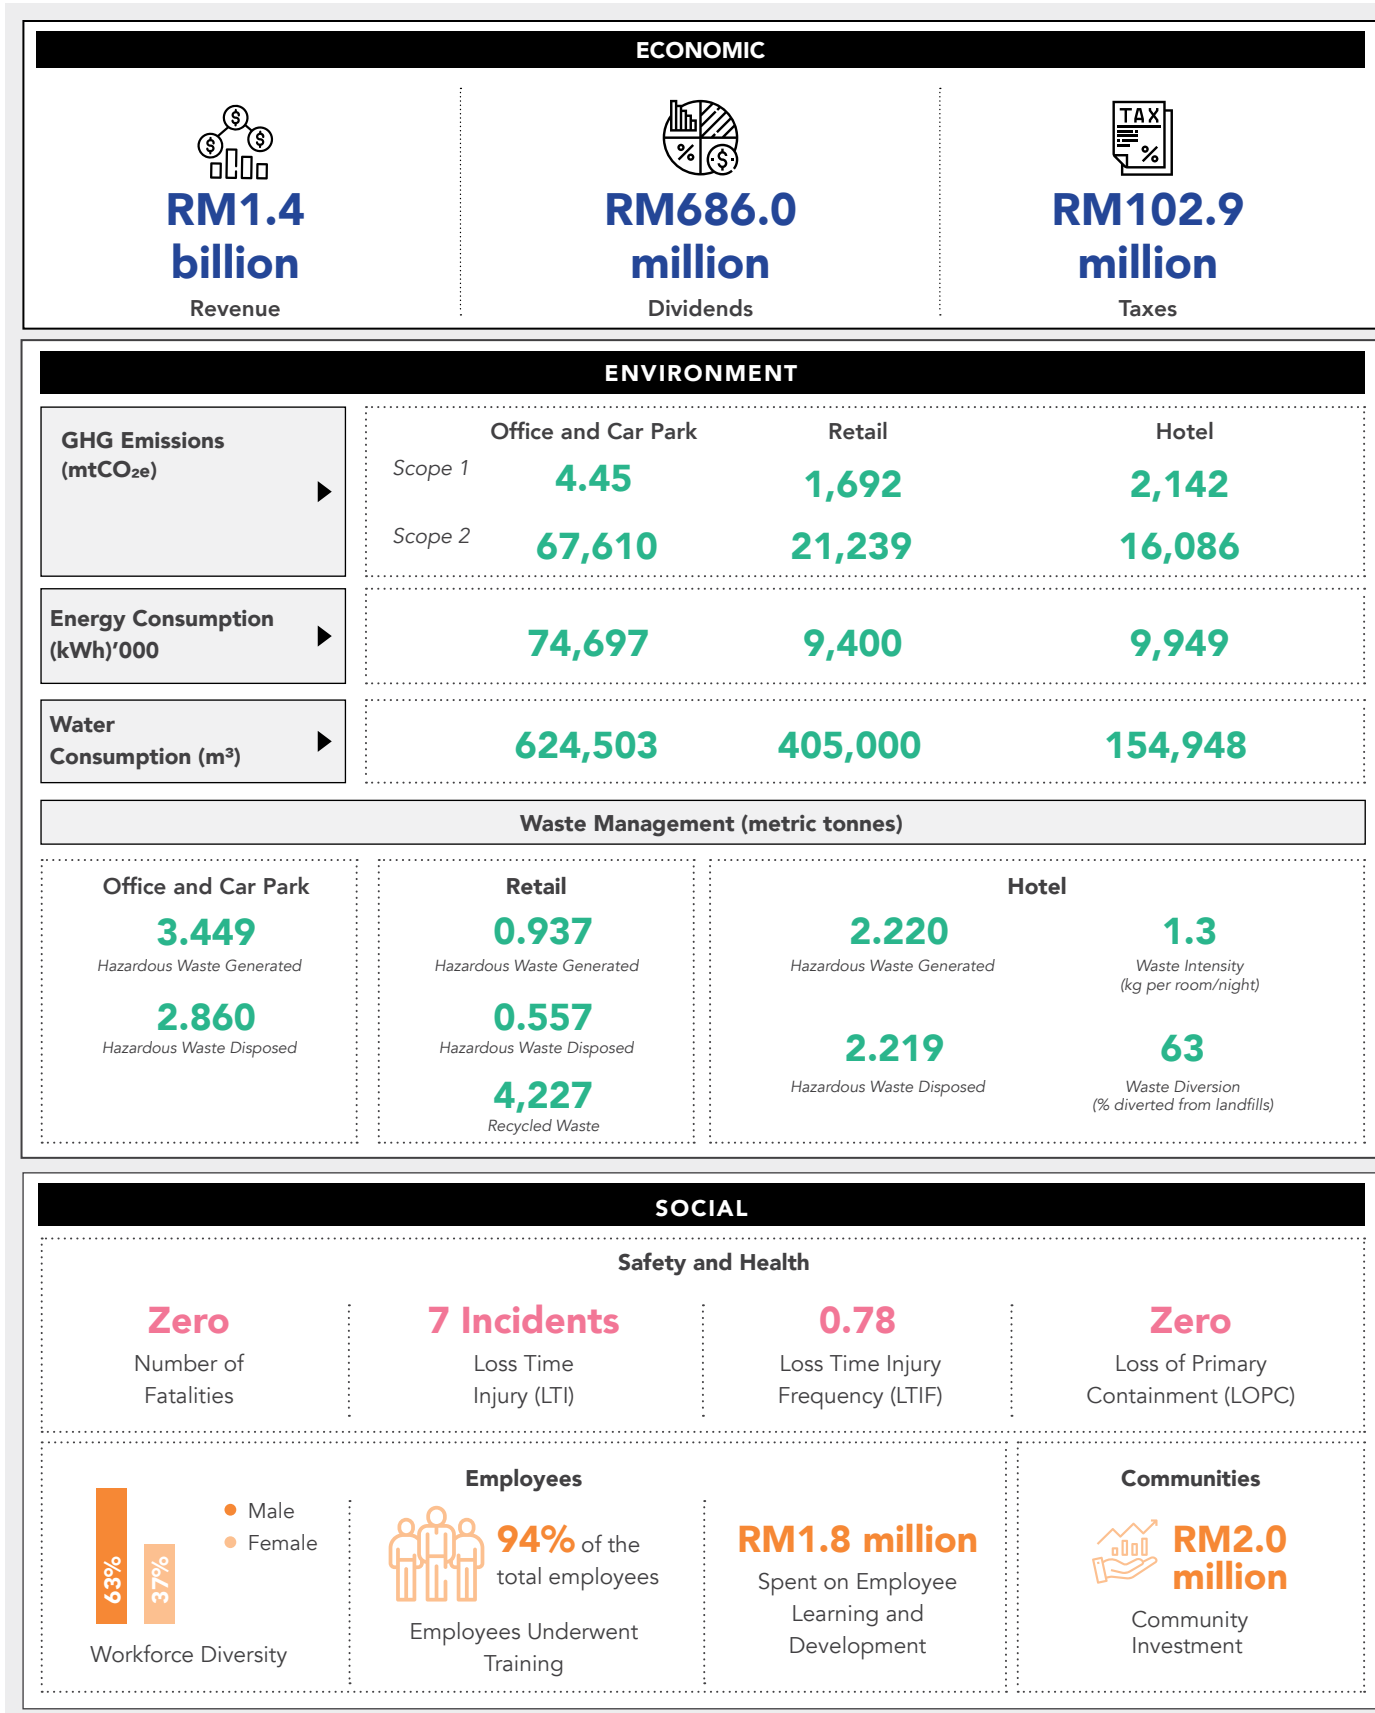 ECONOMIC
TAX
%
$
$
$
%
$
RM1.4
billion
Revenue
RM686.0
million
Dividends
RM102.9
million
Taxes
ENVIRONMENT
GHG Emissions
(mtCO₂e)
Office and Car Park
Retail
Hotel
Scope 1
4.45
1,692
2,142
Scope 2
67,610
21,239
16,086
Energy Consumption
(kWh)'000
74,697
9,400
9,949
Water
Consumption (m³)
624,503
405,000
154,948
Waste Management (metric tonnes)
Office and Car Park
3.449
Hazardous Waste Generated
2.860
Hazardous Waste Disposed
Retail
0.937
Hazardous Waste Generated
0.557
Hazardous Waste Disposed
4,227
Recycled Waste
Hotel
2.220
Hazardous Waste Generated
1.3
Waste Intensity
(kg per room/night)
2.219
Hazardous Waste Disposed
63
Waste Diversion
(% diverted from landfills)
SOCIAL
Safety and Health
Zero
Number of
Fatalities
7 Incidents
Loss Time
Injury (LTI)
0.78
Loss Time Injury
Frequency (LTIF)
Zero
Loss of Primary
Containment (LOPC)
63%
37%
Male
Female
Workforce Diversity
Employees
94% of the
total employees
Employees Underwent
Training
RM1.8 million
Spent on Employee
Learning and
Development
Communities
RM2.0
million
Community
Investment